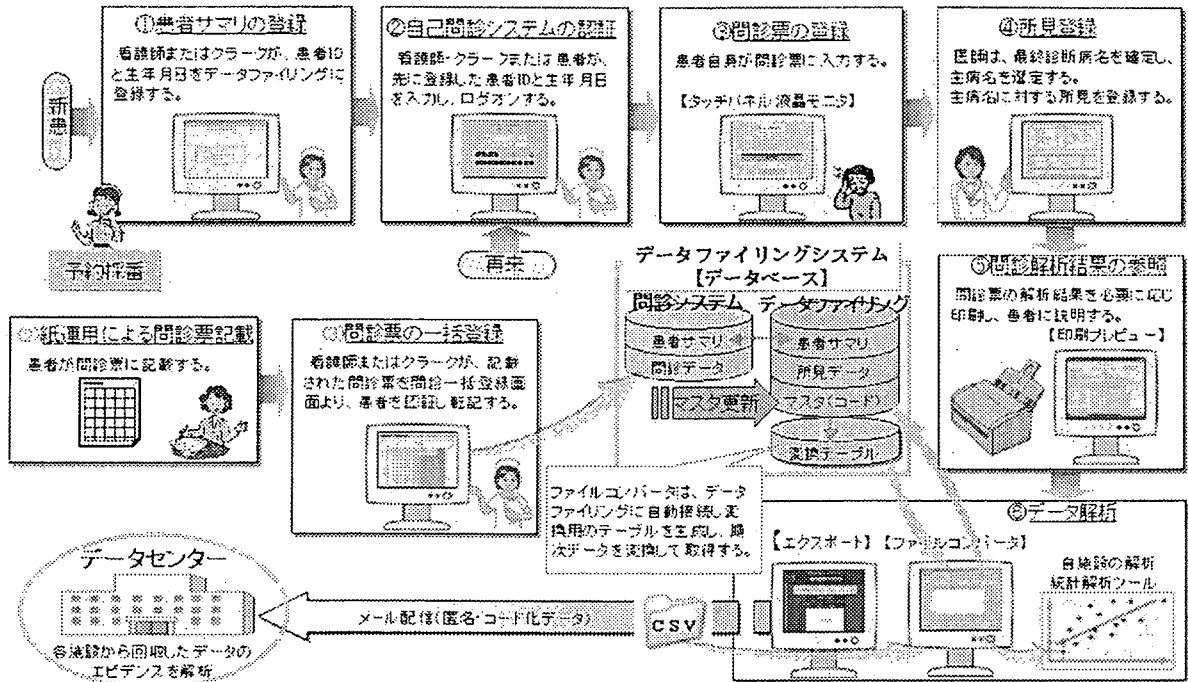 ①患者サマリの登録
看護師またはクラークが、患者ID
と生年月日をデータファイリングに
登録する。
新患
予約採番
②自己問診システムの認証
看護師・クラークまたは患者が、
先に登録した患者IDと生年月日
を入力し、ログオンする。
再来
③問診票の登録
患者自身が問診票に入力する。
【タッチパネル液晶モニタ】
④所見登録
医師は、最終診断病名を確定し、
主病名を選定する。
主病名に対する所見を登録する。
⑤問診解析結果の参照
問診票の解析結果を必要に応じ
印刷し、患者に説明する。
【印刷プレビュー】
紙運用による問診票記載
患者が問診票に記載する。
問診票の一括登録
看護師またはクラークが、記載
された問診票を問診一括登録画
面より、患者を認証し転記する。
データファイリングシステム
【データベース】
問診システム
データファイリング
患者サマリ
問診データ
患者サマリ
所見データ
マスタ(コード)
マスタ更新
変換テーブル
ファイルコンバータは、データ
ファイリングに自動接続し変
換用のテーブルを生成し、順
次データを変換して取得する。
⑥データ解析
【エクスポート】
【ファイルコンバータ】
自施設の解析
統計解析ツール
CSV
メール配信(匿名・コード化データ)
データセンター
各施設から回収したデータの
エビデンスを解析